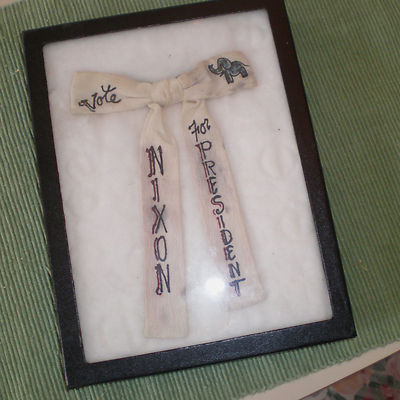 Vote
NIXON
For
PRESIDENT